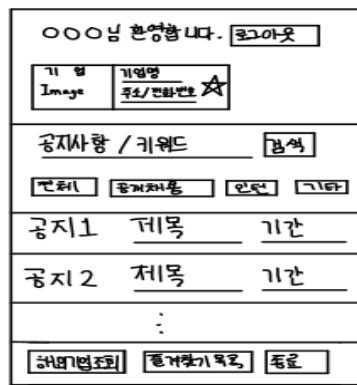 ○○○님 환영합니다. 로그아웃
기업 Image 기업명
주소/전화번호 ☆
공지사항 / 키워드 검색
전체 공개채용 인턴 기타
공지1 제목 기간
공지2 제목 기간
⋮
해외기업조회 즐겨찾기목록 종료